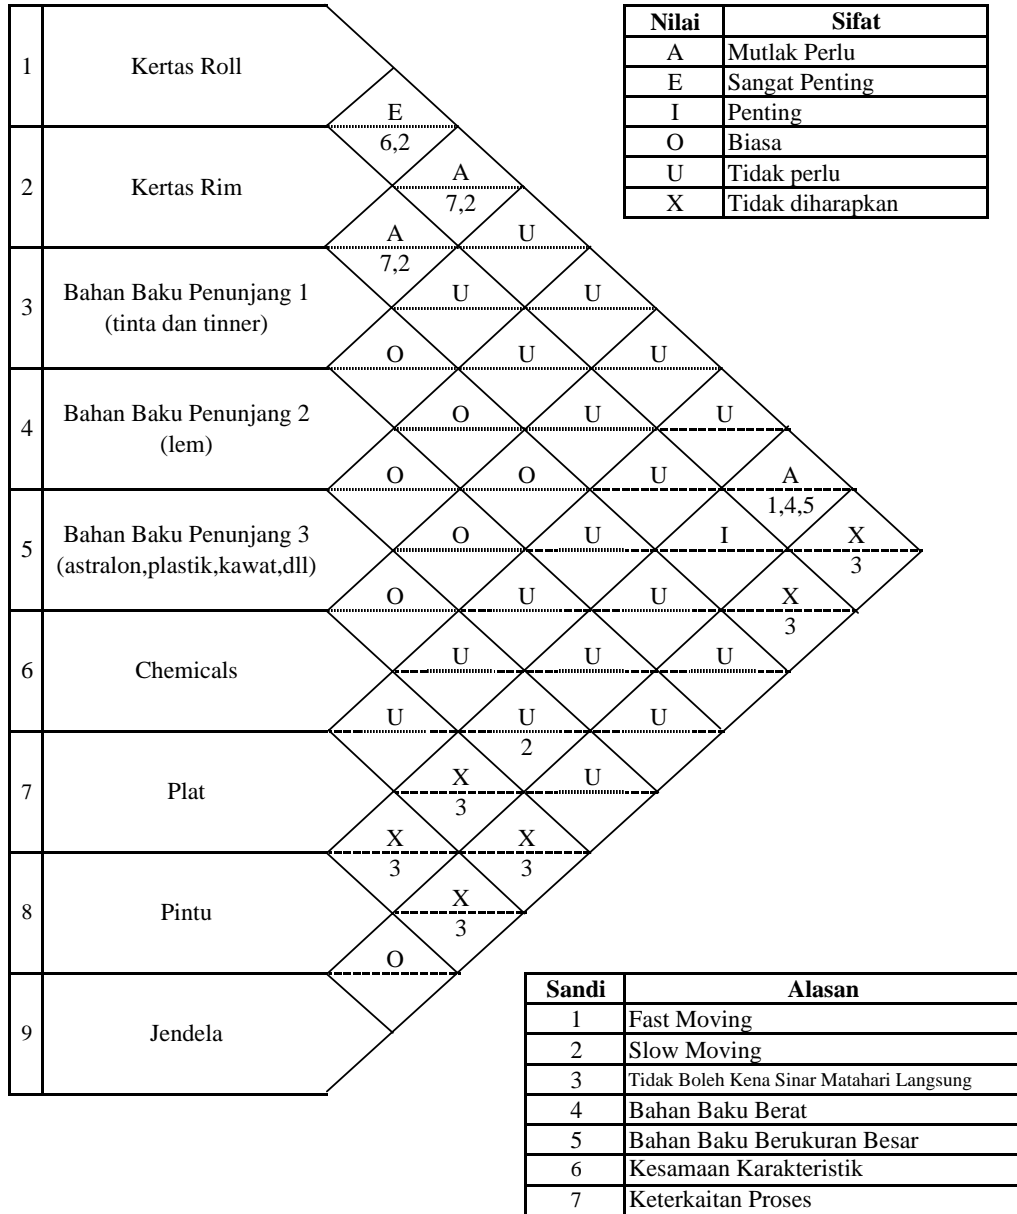 Nilai Sifat
A Mutlak Perlu
E Sangat Penting
I Penting
O Biasa
U Tidak perlu
X Tidak diharapkan
1 Kertas Roll
E
6,2
A
2 Kertas Rim
7,2
A U
7,2
3 Bahan Baku Penunjang 1
(tinta dan tinner)
U U
O U U
4 Bahan Baku Penunjang 2
(lem)
O U U
O O U A
1,4,5
5 Bahan Baku Penunjang 3
(astralon,plastik,kawat,dll)
O U I X
3
O U U X
3
6 Chemicals
U U U
U U U
2
7 Plat
X U
3
X X
3 3
8 Pintu
X
3
O
9 Jendela
Sandi Alasan
1 Fast Moving
2 Slow Moving
3 Tidak Boleh Kena Sinar Matahari Langsung
4 Bahan Baku Berat
5 Bahan Baku Berukuran Besar
6 Kesamaan Karakteristik
7 Keterkaitan Proses